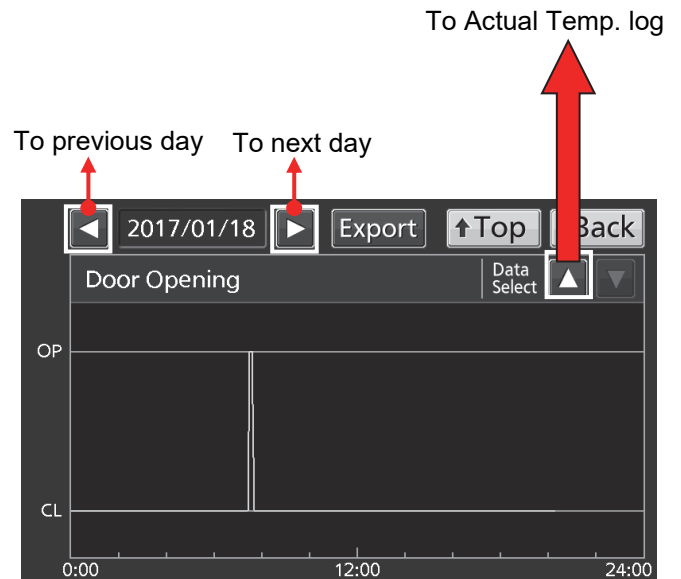 To Actual Temp. log
To previous day
To next day
2017/01/18
Export
Top
Back
Door Opening
Data
Select
OP
CL
0:00
12:00
24:00